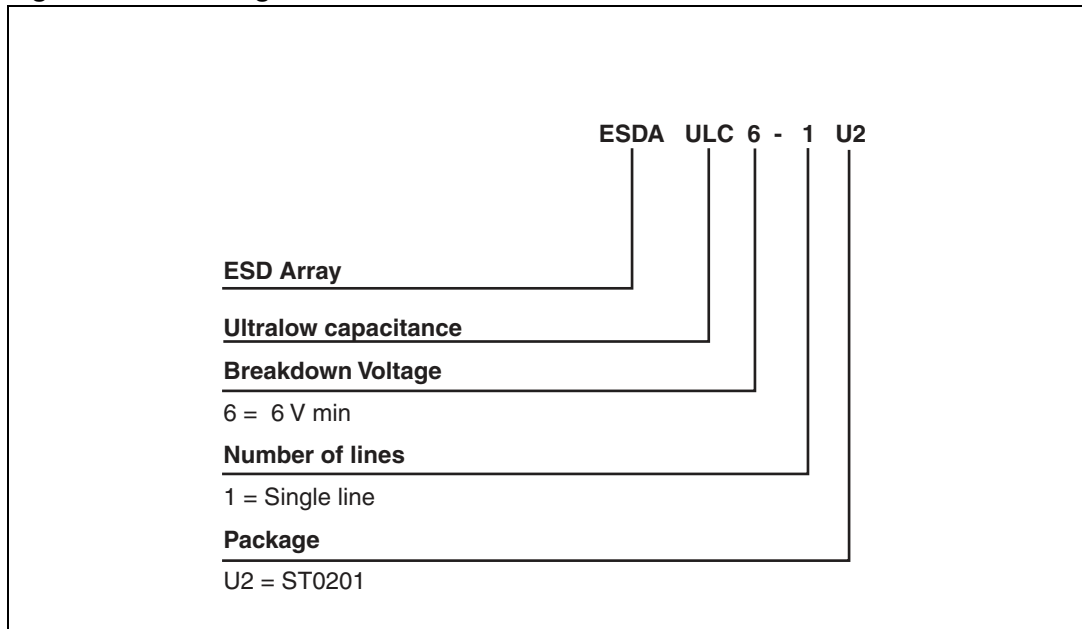 ESDA ULC 6 - 1 U2
ESD Array
Ultralow capacitance
Breakdown Voltage
6 = 6 V min
Number of lines
1 = Single line
Package
U2 = ST0201